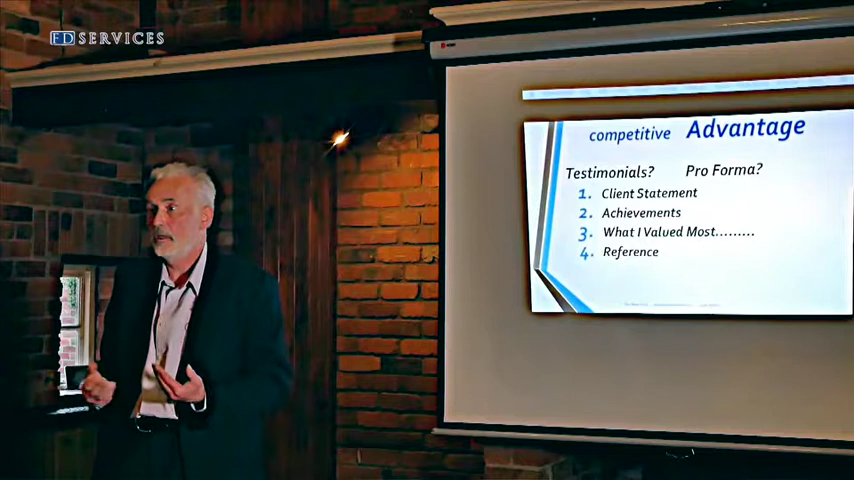 FD SERVICES
competitive Advantage
Testimonials? Pro Forma?
1. Client Statement
2. Achievements
3. What I Valued Most.........
4. Reference